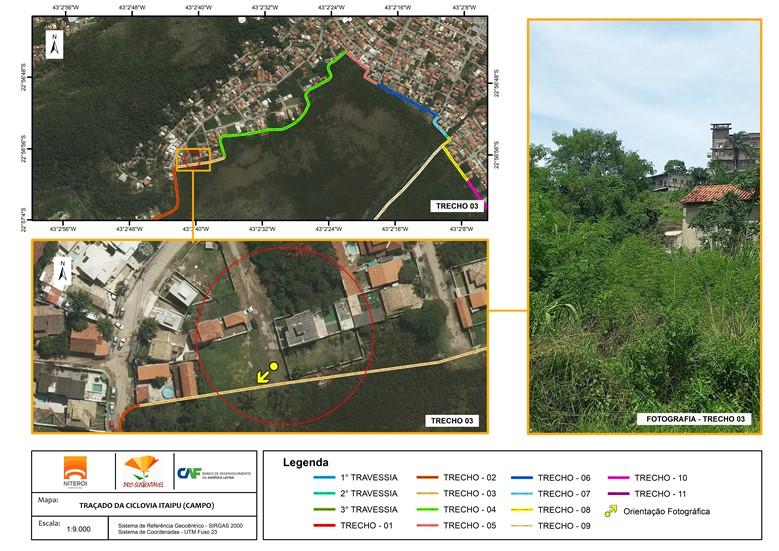 43°2'56"S 43°2'48"S 43°2'40"S 43°2'32"S 43°2'24"S 43°2'16"S 43°2'8"S
22°56'48"S
22°56'56"S
22°57'4"S
22°56'48"S
22°56'56"S
N
TRECHO 03
43°2'56"S 43°2'48"S 43°2'40"S 43°2'32"S 43°2'24"S 43°2'16"S 43°2'8"S
N
TRECHO 03
FOTOGRAFIA - TRECHO 03
NITERÓI
PRO SUSTENTÁVEL
CAF BANCO DE DESENVOLVIMENTO
DA AMÉRICA LATINA
Mapa:
TRAÇADO DA CICLOVIA ITAIPU (CAMPO)
Escala:
1:9.000
Sistema de Referência Geocêntrico - SIRGAS 2000
Sistema de Coordenadas - UTM Fuso 23
Legenda
1° TRAVESSIA
2° TRAVESSIA
3° TRAVESSIA
TRECHO - 01
TRECHO - 02
TRECHO - 03
TRECHO - 04
TRECHO - 05
TRECHO - 06
TRECHO - 07
TRECHO - 08
TRECHO - 09
TRECHO - 10
TRECHO - 11
Orientação Fotográfica